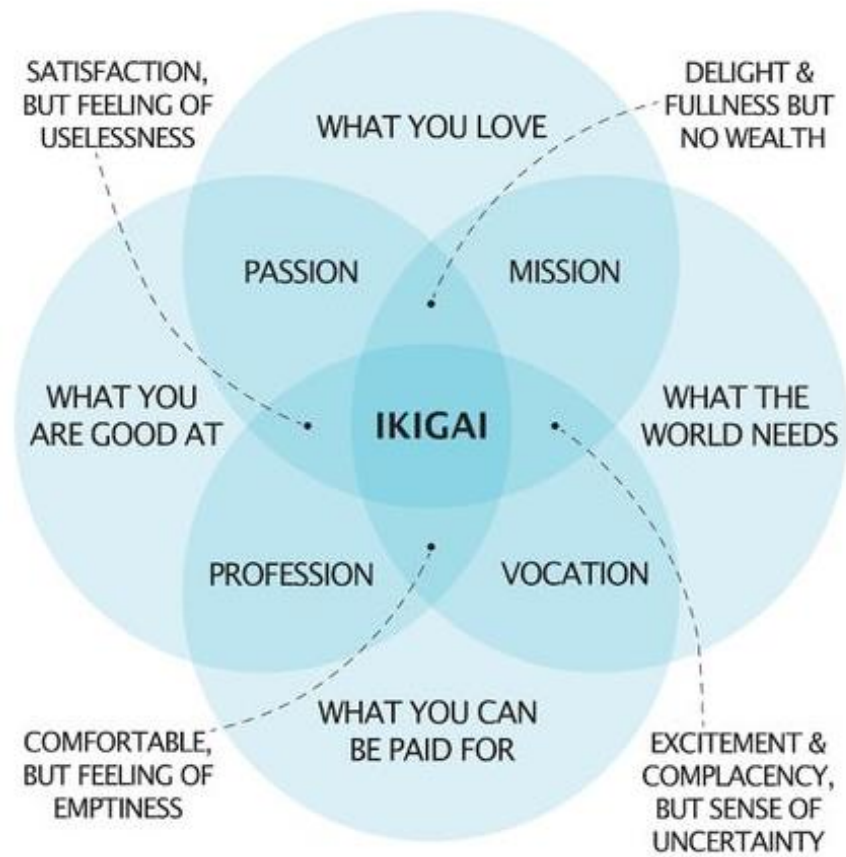 SATISFACTION,
BUT FEELING OF
USELESSNESS
DELIGHT &
FULLNESS BUT
NO WEALTH
WHAT YOU LOVE
PASSION
MISSION
WHAT YOU
ARE GOOD AT
IKIGAI
WHAT THE
WORLD NEEDS
PROFESSION
VOCATION
WHAT YOU CAN
BE PAID FOR
COMFORTABLE,
BUT FEELING OF
EMPTINESS
EXCITEMENT &
COMPLACENCY,
BUT SENSE OF
UNCERTAINTY